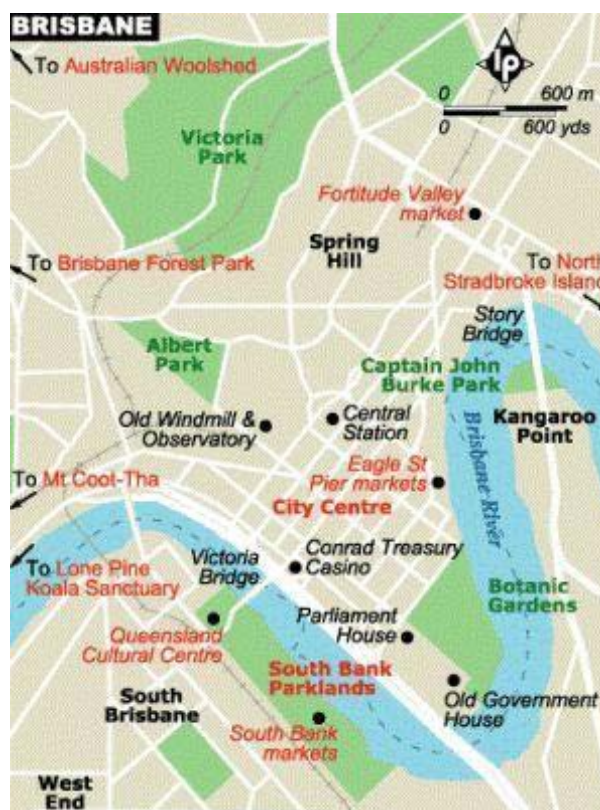 BRISBANE
To Australian Woolshed
lp
0 600 m
0 600 yds
Victoria
Park
Fortitude Valley
market
Spring
Hill
To Brisbane Forest Park
To North
Stradbroke Island
Story
Bridge
Albert
Park
Captain John
Burke Park
Old Windmill &
Observatory
Central
Station
Kangaroo
Point
Brisbane River
To Mt Coot-Tha
Eagle St
Pier markets
City Centre
To Lone Pine
Koala Sanctuary
Victoria
Bridge
Conrad Treasury
Casino
Botanic
Gardens
Queensland
Cultural Centre
Parliament
House
South Bank
Parklands
South
Brisbane
Old Government
House
South Bank
markets
West
End